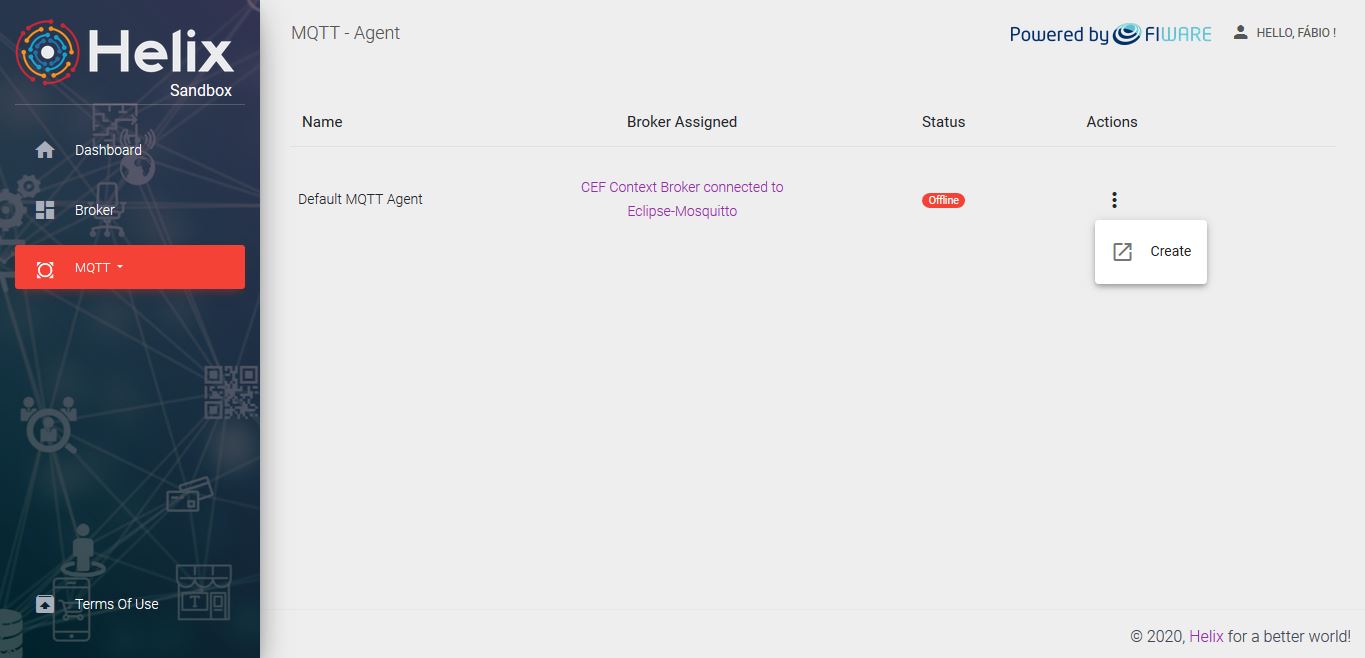 Helix
Sandbox
Dashboard
Broker
MQTT
Terms Of Use
MQTT - Agent
Powered by FIWARE
HELLO, FÁBIO !
Name Broker Assigned Status Actions
Default MQTT Agent
CEF Context Broker connected to
Eclipse-Mosquitto
Offline
Create
© 2020, Helix for a better world!